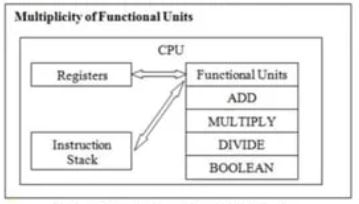 Multiplicity of Functional Units
CPU
Registers
Functional Units
ADD
MULTIPLY
DIVIDE
BOOLEAN
Instruction
Stack